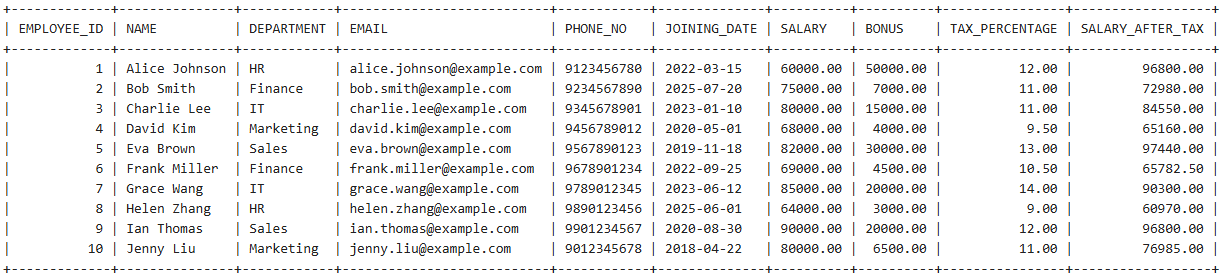 +-------------+---------------+------------+---------------------------+------------+--------------+----------+----------+----------------+------------------+
| EMPLOYEE_ID | NAME          | DEPARTMENT | EMAIL                     | PHONE_NO   | JOINING_DATE | SALARY   | BONUS    | TAX_PERCENTAGE | SALARY_AFTER_TAX |
+-------------+---------------+------------+---------------------------+------------+--------------+----------+----------+----------------+------------------+
|           1 | Alice Johnson | HR         | alice.johnson@example.com | 9123456780 | 2022-03-15   | 60000.00 | 50000.00 |          12.00 |         96800.00 |
|           2 | Bob Smith     | Finance    | bob.smith@example.com     | 9234567890 | 2025-07-20   | 75000.00 |  7000.00 |          11.00 |         72980.00 |
|           3 | Charlie Lee   | IT         | charlie.lee@example.com   | 9345678901 | 2023-01-10   | 80000.00 | 15000.00 |          11.00 |         84550.00 |
|           4 | David Kim     | Marketing  | david.kim@example.com     | 9456789012 | 2020-05-01   | 68000.00 |  4000.00 |           9.50 |         65160.00 |
|           5 | Eva Brown     | Sales      | eva.brown@example.com     | 9567890123 | 2019-11-18   | 82000.00 | 30000.00 |          13.00 |         97440.00 |
|           6 | Frank Miller  | Finance    | frank.miller@example.com  | 9678901234 | 2022-09-25   | 69000.00 |  4500.00 |          10.50 |         65782.50 |
|           7 | Grace Wang    | IT         | grace.wang@example.com    | 9789012345 | 2023-06-12   | 85000.00 | 20000.00 |          14.00 |         90300.00 |
|           8 | Helen Zhang   | HR         | helen.zhang@example.com   | 9890123456 | 2025-06-01   | 64000.00 |  3000.00 |           9.00 |         60970.00 |
|           9 | Ian Thomas    | Sales      | ian.thomas@example.com    | 9901234567 | 2020-08-30   | 90000.00 | 20000.00 |          12.00 |         96800.00 |
|          10 | Jenny Liu     | Marketing  | jenny.liu@example.com     | 9012345678 | 2018-04-22   | 80000.00 |  6500.00 |          11.00 |         76985.00 |
+-------------+---------------+------------+---------------------------+------------+--------------+----------+----------+----------------+------------------+